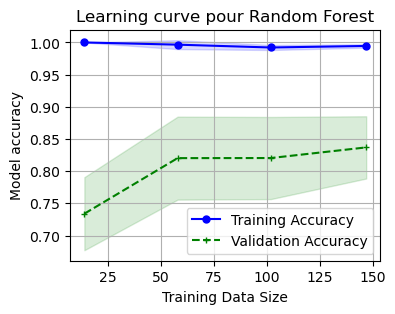 Learning curve pour Random Forest
Model accuracy
1.00
0.95
0.90
0.85
0.80
0.75
0.70
Training Accuracy
Validation Accuracy
25
50
75
100
125
150
Training Data Size